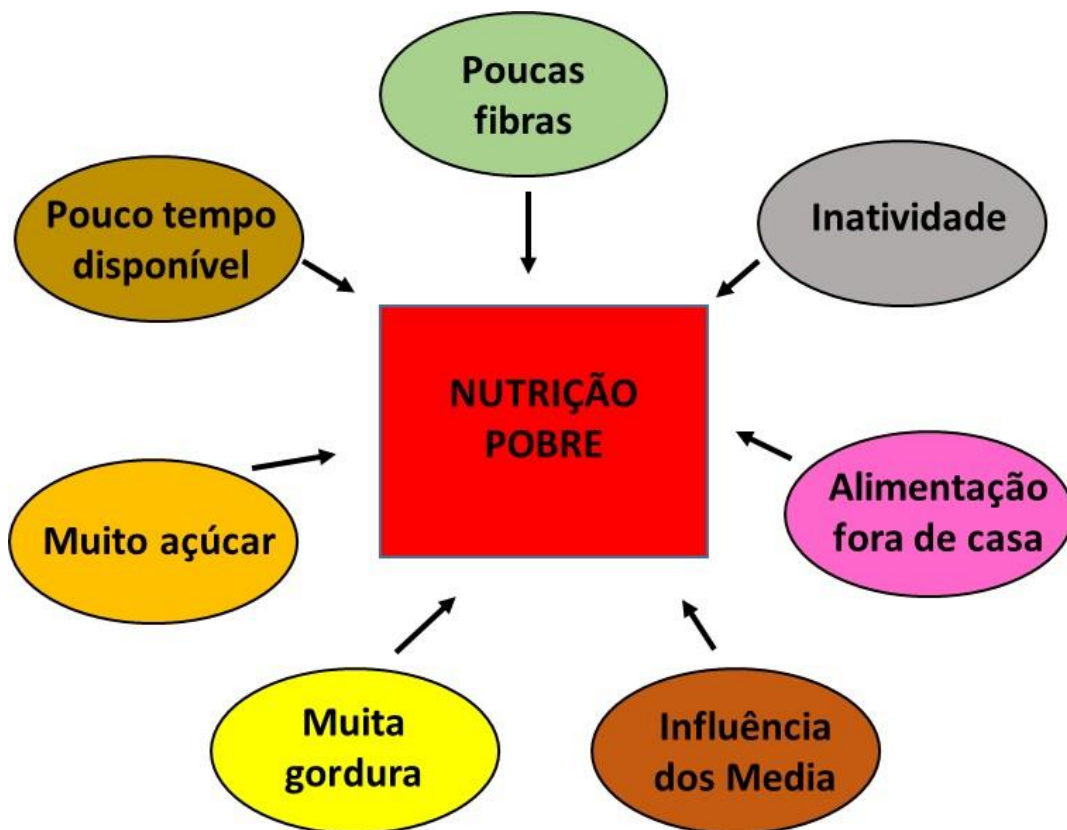 Poucas
fibras
Pouco tempo
disponível
Inatividade
NUTRIÇÃO
POBRE
Muito açúcar
Alimentação
fora de casa
Muita
gordura
Influência
dos Media